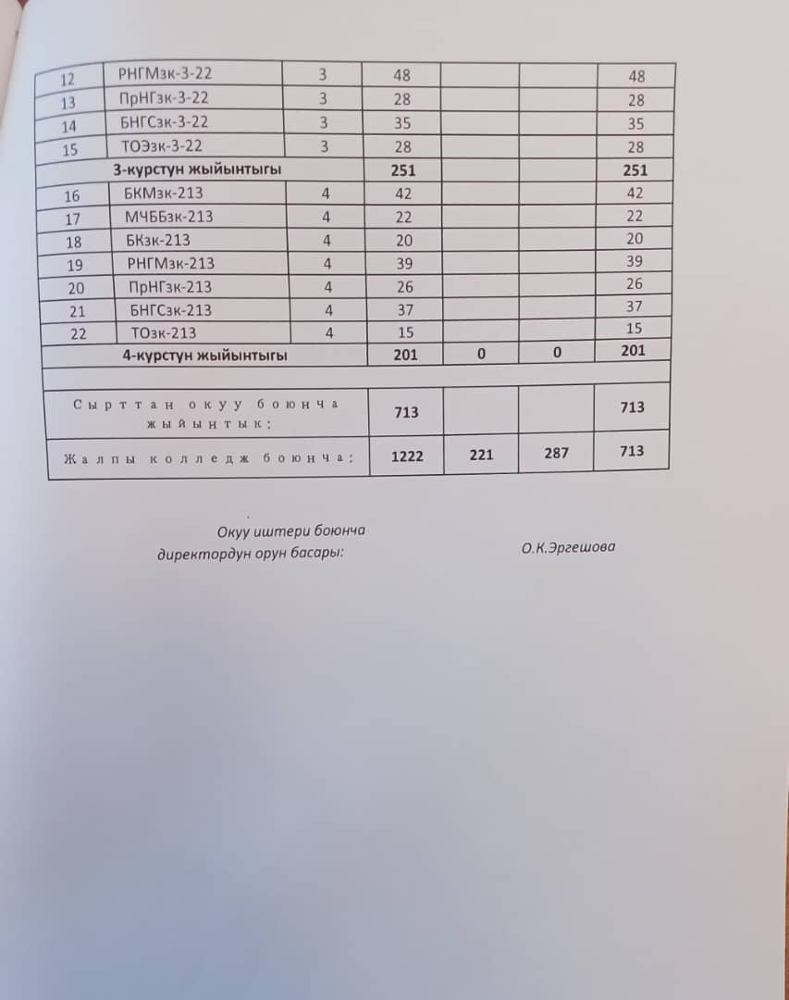 12 РНГМзк-3-22 3 48 48
13 ПрНГзк-3-22 3 28 28
14 БНГСзк-3-22 3 35 35
15 ТОЭзк-3-22 3 28 28
3-курстун жыйынтыгы 251 251
16 БКМзк-213 4 42 42
17 МЧББзк-213 4 22 22
18 БКзк-213 4 20 20
19 РНГМзк-213 4 39 39
20 ПрНГзк-213 4 26 26
21 БНГСзк-213 4 37 37
22 ТОзк-213 4 15 15
4-курстун жыйынтыгы 201 0 0 201
Сырттан окуу боюнча
жыйынтык: 713 713
Жалпы колледж боюнча: 1222 221 287 713
Окуу иштери боюнча
директордун орун басары: О.К.Эргешова